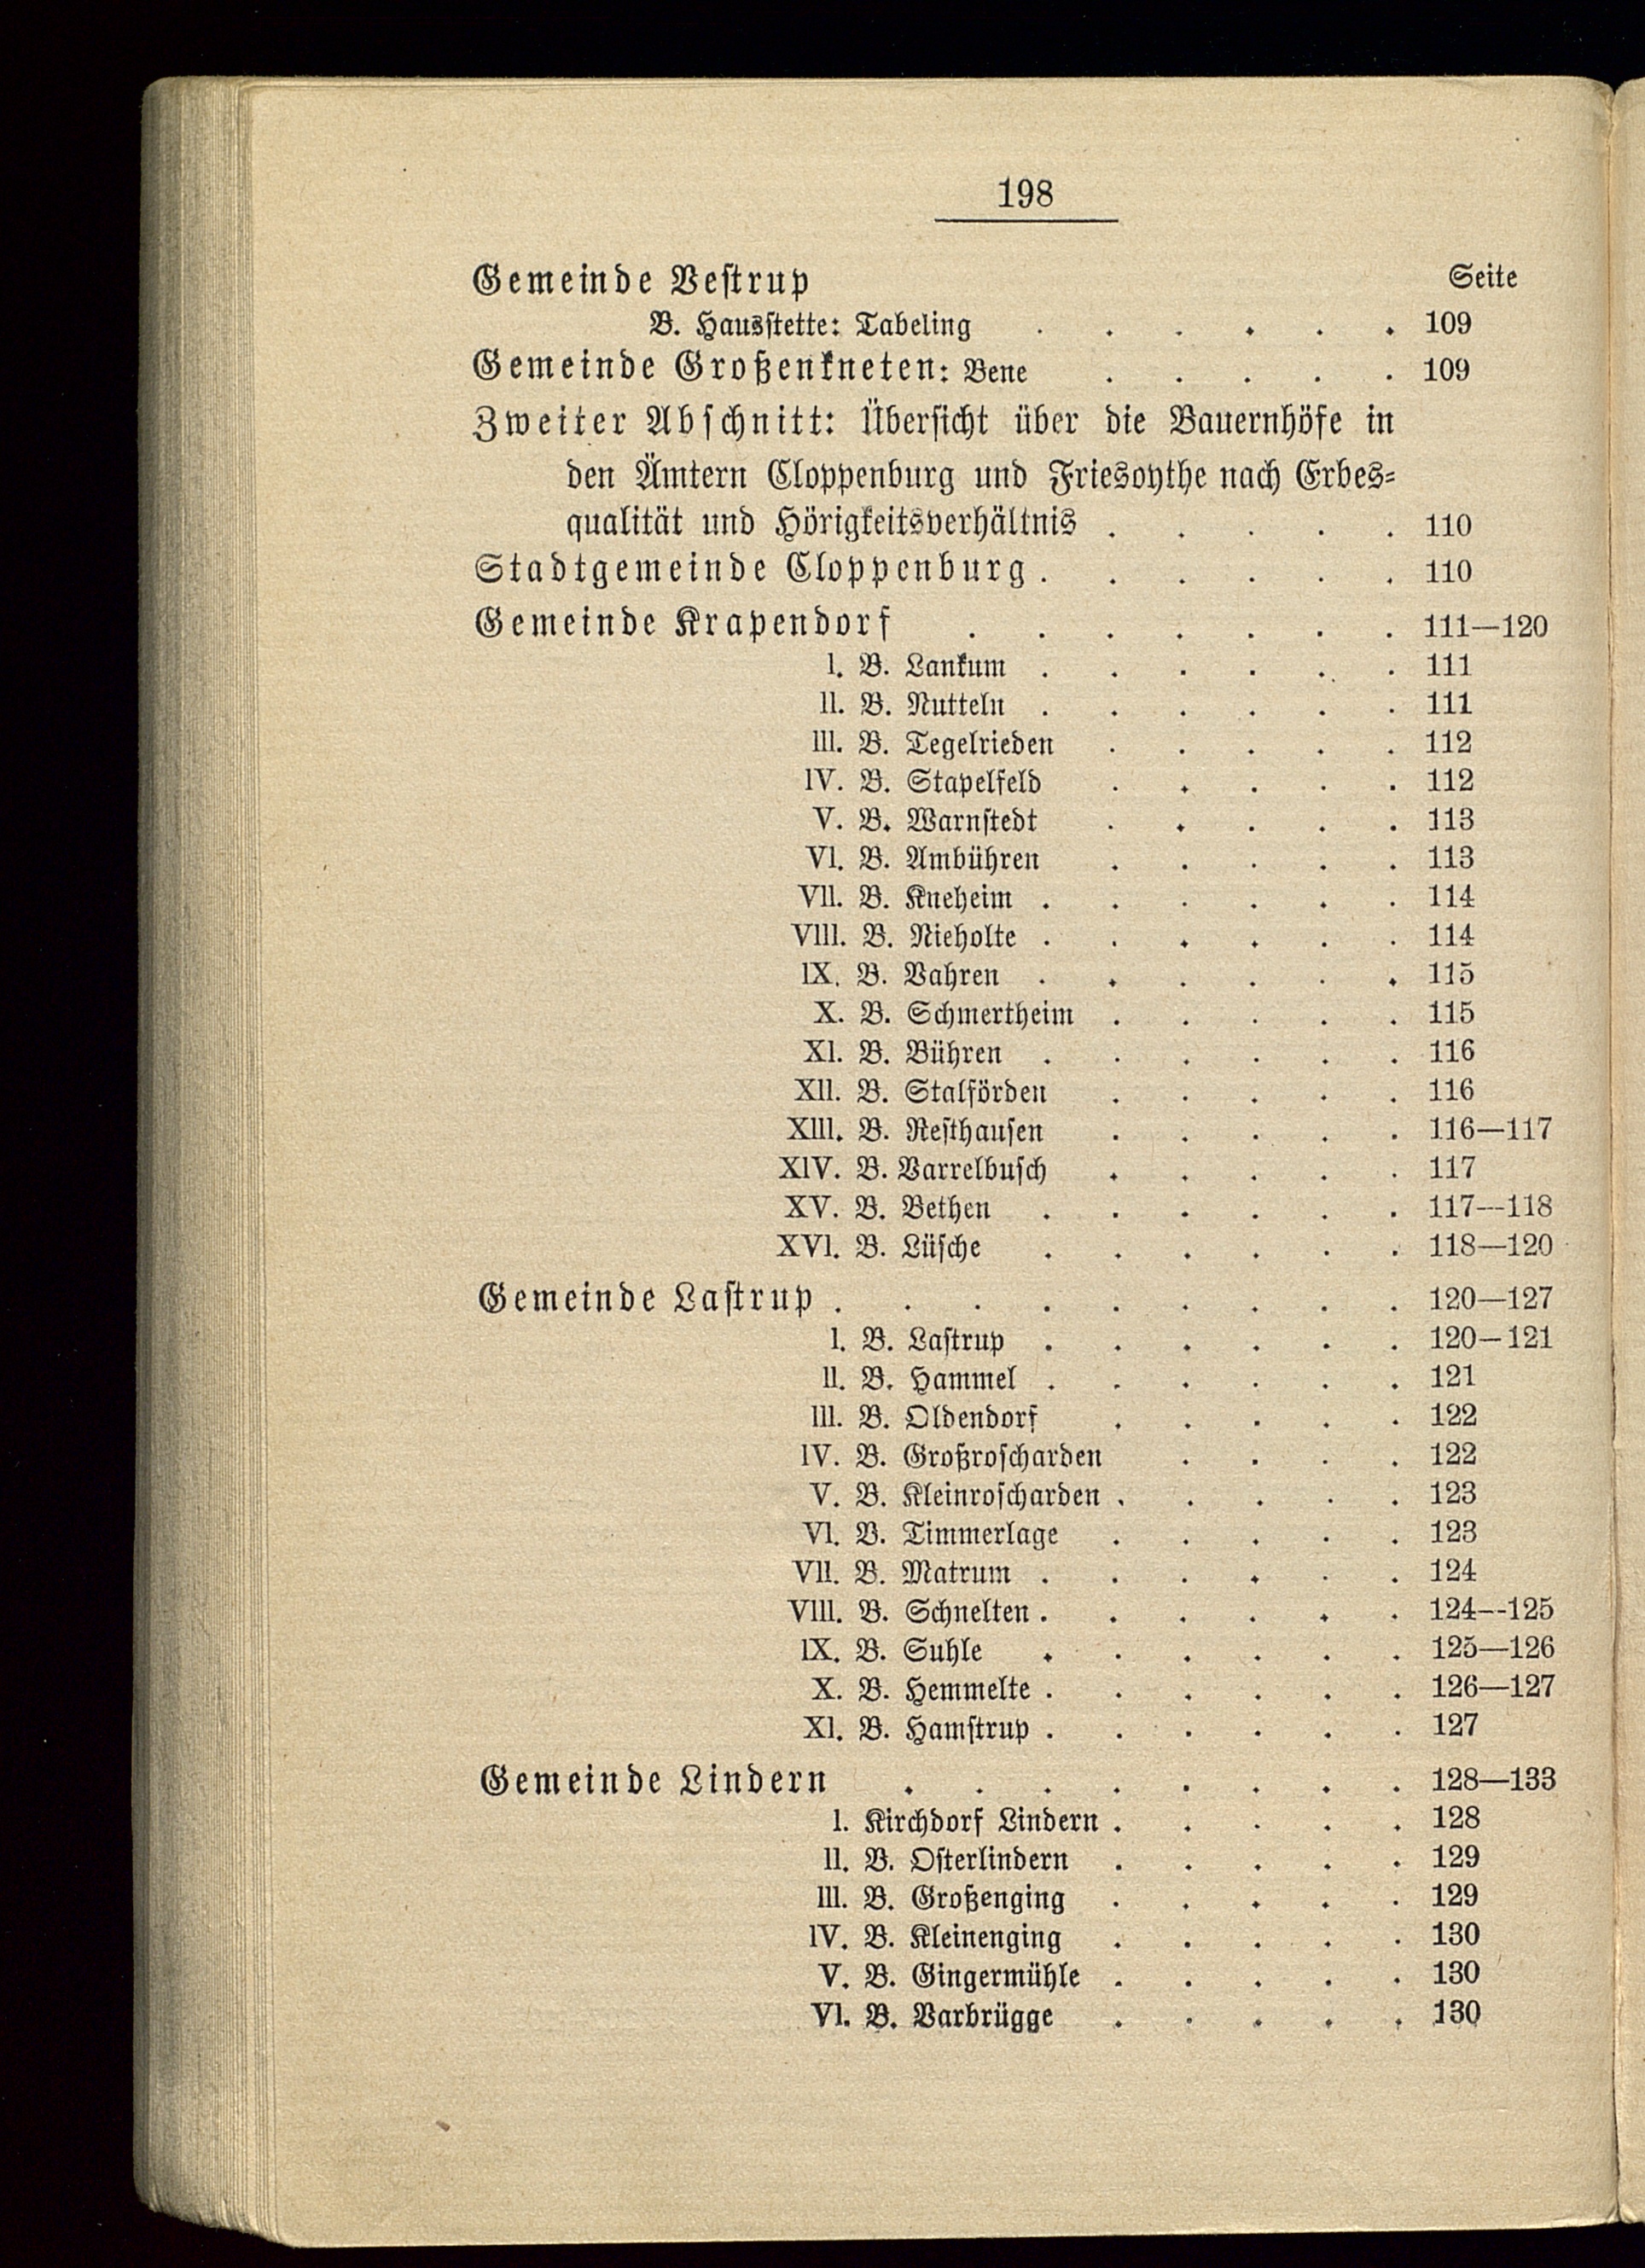 198
Gemeinde Vestrup Seite
B. Hausstette: Tabeling . . . . . . 109
Gemeinde Großenkneten: Bene . . . . . 109
Zweiter Abschnitt: Übersicht über die Bauernhöfe in
den Ämtern Cloppenburg und Friesoythe nach Erbes=
qualität und Hörigkeitsverhältnis . . . . . 110
Stadtgemeinde Cloppenburg . . . . . . 110
Gemeinde Krapendorf . . . . . . . 111—120
I. B. Lankum . . . . . . 111
II. B. Nutteln . . . . . . 111
III. B. Tegelrieden . . . . . 112
IV. B. Stapelfeld . . . . . 112
V. B. Warnstedt . . . . . 113
VI. B. Ambühren . . . . . 113
VII. B. Kneheim . . . . . . 114
VIII. B. Nieholte . . . . . . 114
IX. B. Vahren . . . . . . 115
X. B. Schmertheim . . . . . 115
XI. B. Bühren . . . . . . 116
XII. B. Stalförden . . . . . 116
XIII. B. Resthausen . . . . . 116—117
XIV. B. Varrelbusch . . . . . 117
XV. B. Bethen . . . . . . 117—118
XVI. B. Lüsche . . . . . . 118—120
Gemeinde Lastrup . . . . . . . . . 120—127
I. B. Lastrup . . . . . . 120—121
II. B. Hammel . . . . . . 121
III. B. Oldendorf . . . . . 122
IV. B. Großroscharden . . . . 122
V. B. Kleinroscharden . . . . . 123
VI. B. Timmerlage . . . . . 123
VII. B. Matrum . . . . . . 124
VIII. B. Schnelten . . . . . . 124—125
IX. B. Suhle . . . . . . 125—126
X. B. Hemmelte . . . . . . 126—127
XI. B. Hamstrup . . . . . . 127
Gemeinde Lindern . . . . . . . . 128—133
I. Kirchdorf Lindern . . . . . 128
II. B. Osterlindern . . . . . 129
III. B. Großenging . . . . . 129
IV. B. Kleinenging . . . . . 130
V. B. Gingermühle . . . . . 130
VI. B. Varbrügge . . . . . 130